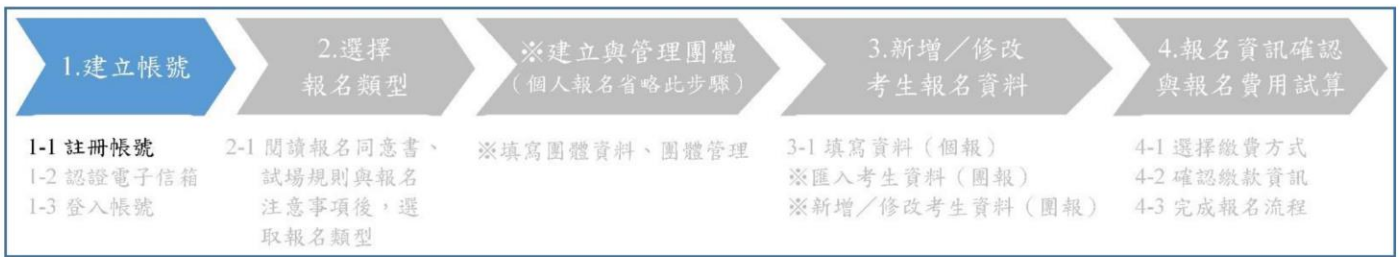 1.建立帳號
2.選擇
報名類型
※建立與管理團體
（個人報名省略此步驟）
3.新增／修改
考生報名資料
4.報名資訊確認
與報名費用試算
1-1 註冊帳號
1-2 認證電子信箱
1-3 登入帳號
2-1 閱讀報名同意書、
試場規則與報名
注意事項後，選
取報名類型
※填寫團體資料、團體管理
3-1 填寫資料（個報）
※匯入考生資料（團報）
※新增／修改考生資料（團報）
4-1 選擇繳費方式
4-2 確認繳款資訊
4-3 完成報名流程